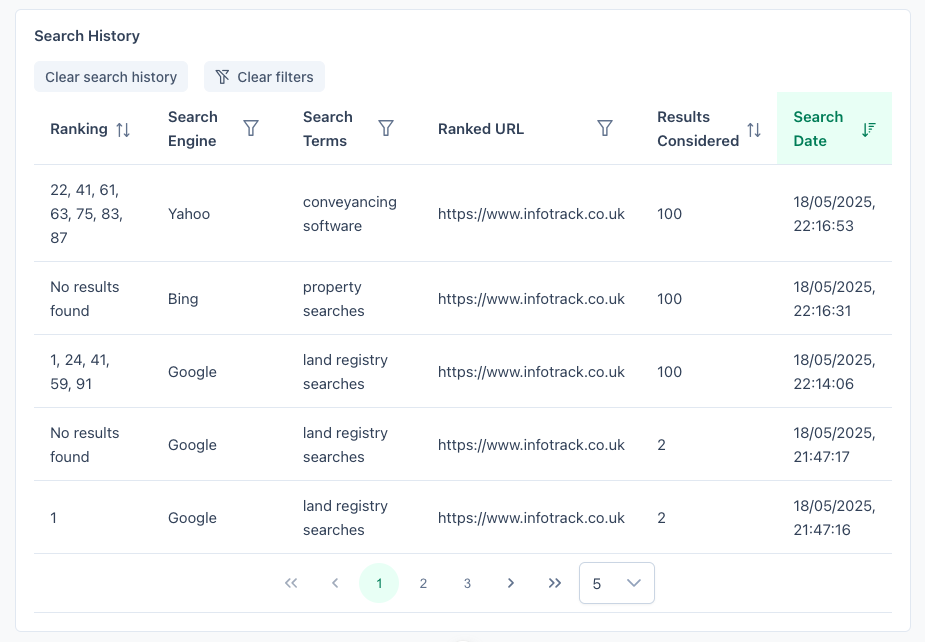 Search History
Clear search history
Clear filters
Ranking
Search
Engine
Search
Terms
Ranked URL
Results
Considered
Search
Date
22, 41, 61,
63, 75, 83,
87
Yahoo
conveyancing
software
https://www.infotrack.co.uk
100
18/05/2025,
22:16:53
No results
found
Bing
property
searches
https://www.infotrack.co.uk
100
18/05/2025,
22:16:31
1, 24, 41,
59, 91
Google
land registry
searches
https://www.infotrack.co.uk
100
18/05/2025,
22:14:06
No results
found
Google
land registry
searches
https://www.infotrack.co.uk
2
18/05/2025,
21:47:17
1
Google
land registry
searches
https://www.infotrack.co.uk
2
18/05/2025,
21:47:16
1 2 3 5